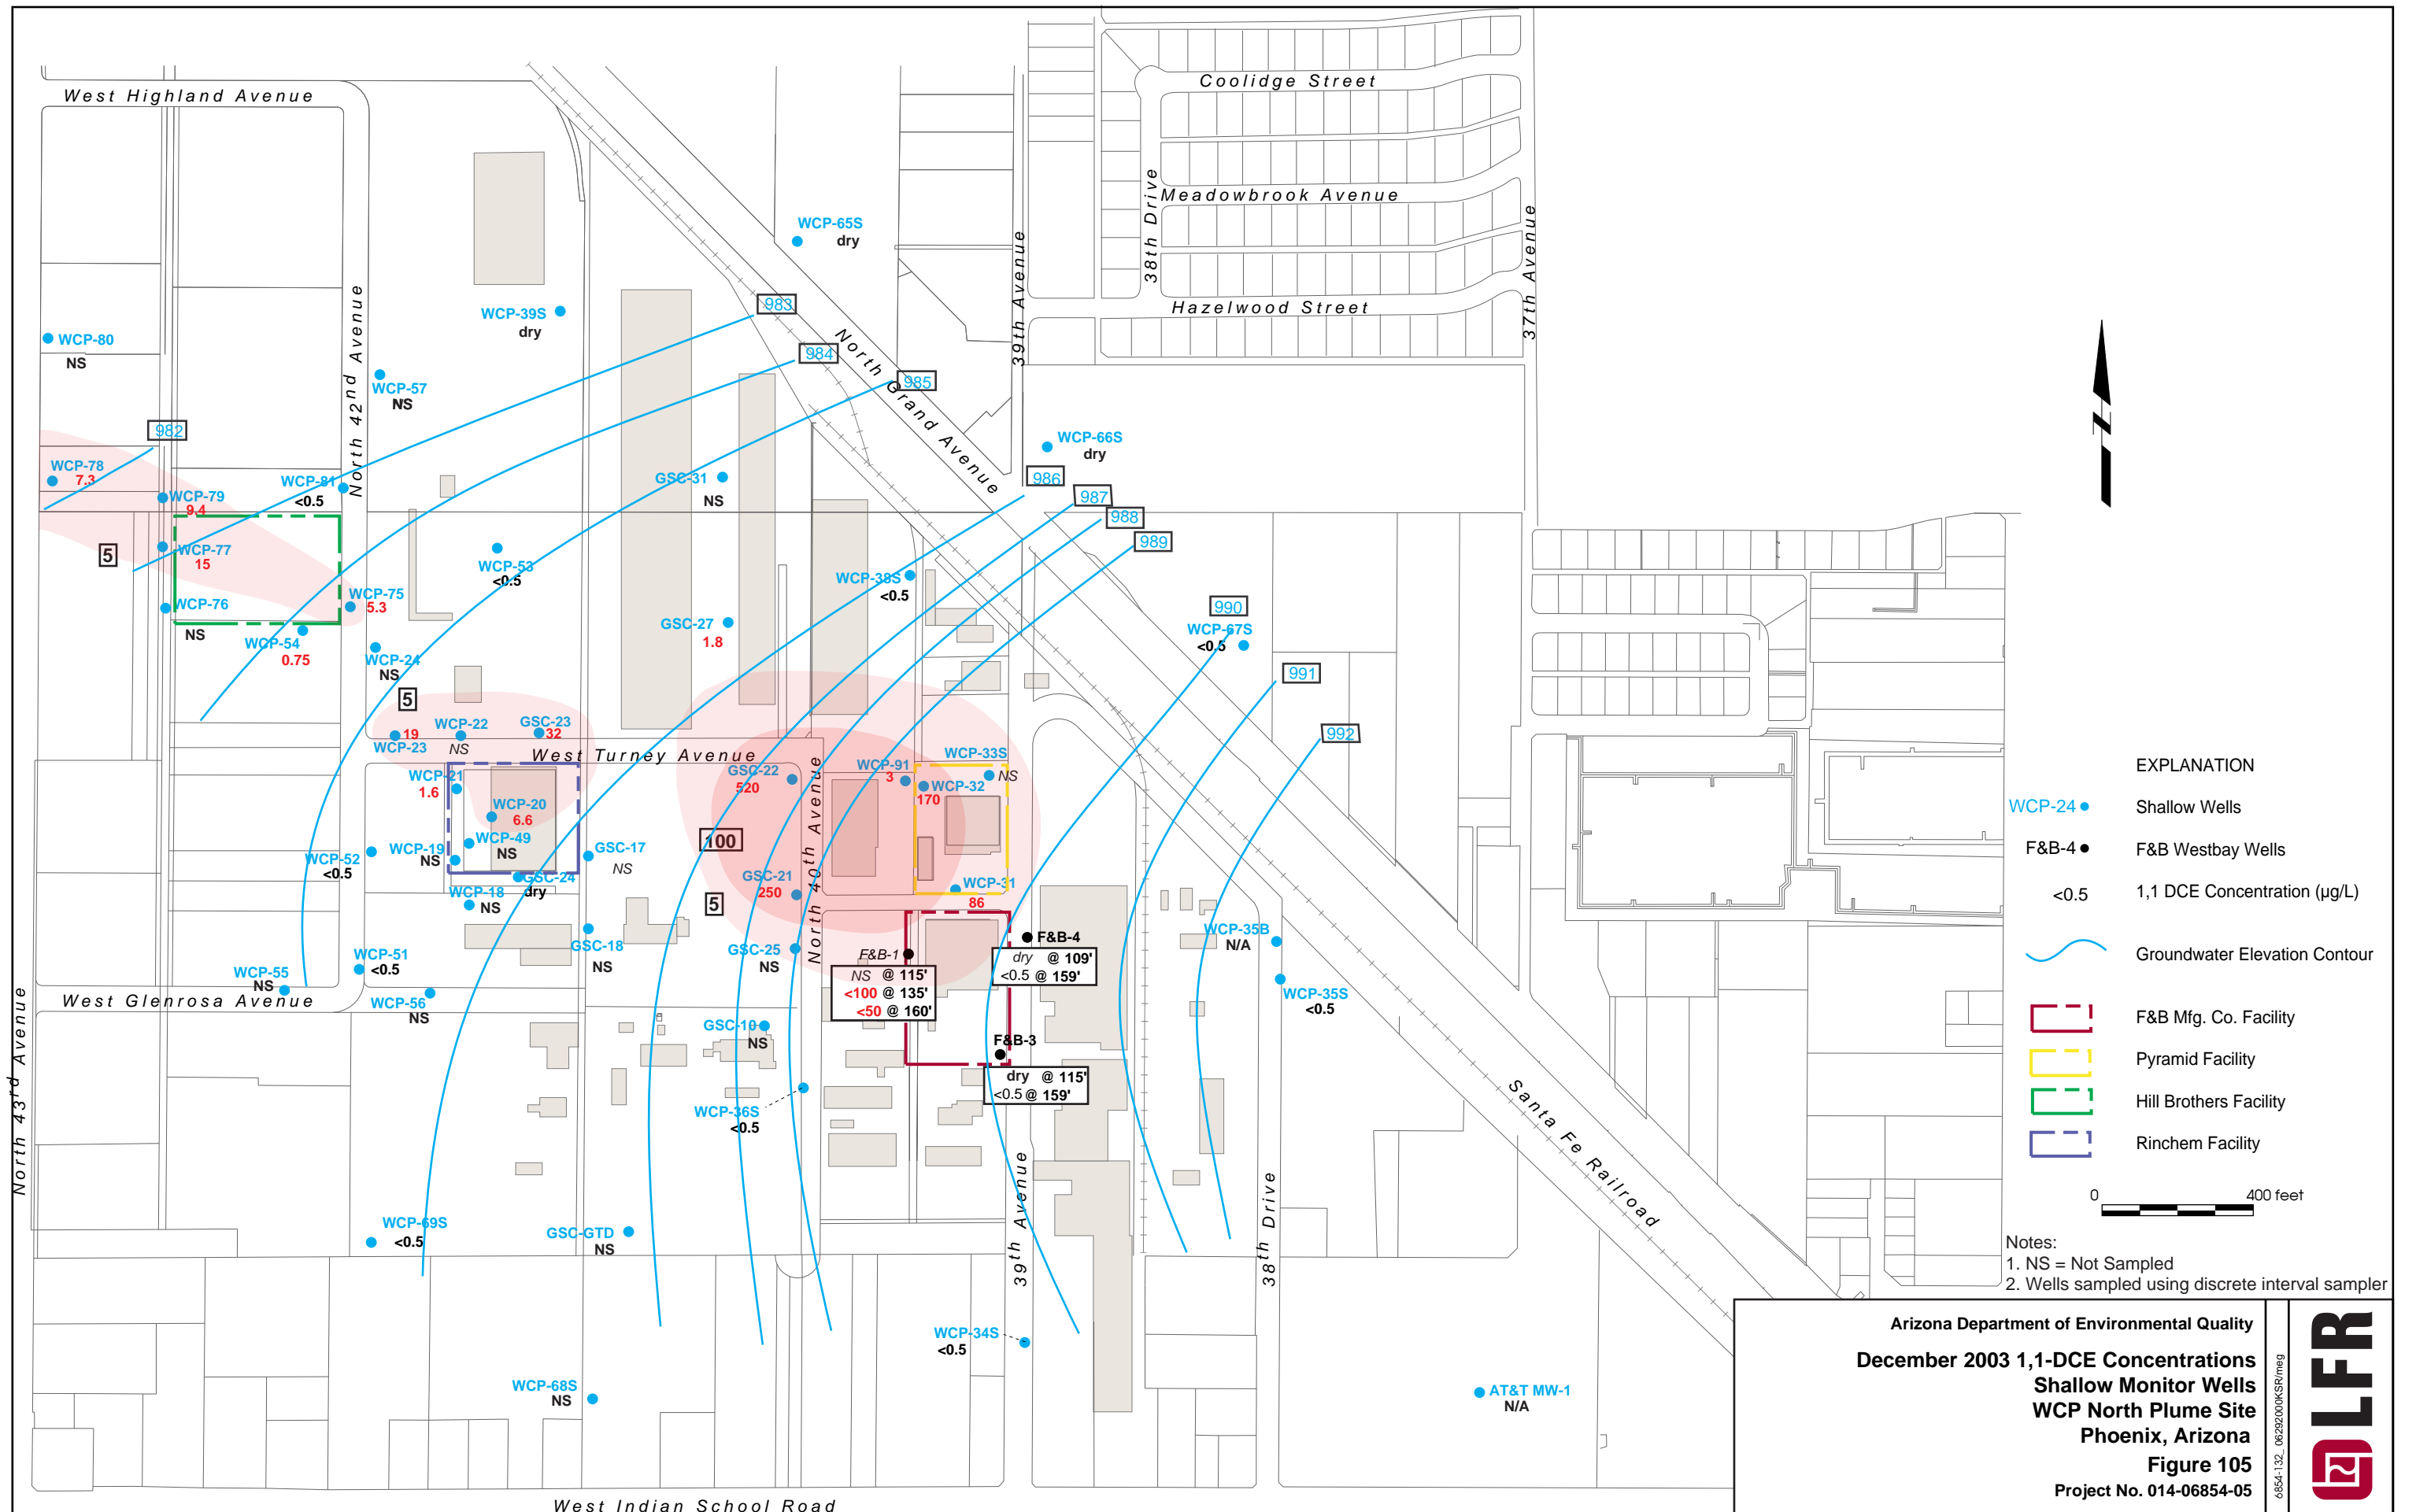 West Highland Avenue
Coolidge Street
38th Drive
Meadowbrook Avenue
37th Avenue
39th Avenue
Hazelwood Street
WCP-65S
dry
983
WCP-39S
dry
984
North Grand Avenue
985
WCP-80
NS
North 42nd Avenue
WCP-57
NS
982
WCP-66S
dry
WCP-78
7.3
WCP-79
9.4
WCP-81
<0.5
GSC-31
NS
986
987
988
989
5
WCP-77
15
WCP-53
<0.5
WCP-38S
<0.5
WCP-76
NS
WCP-75
5.3
990
WCP-67S
<0.5
GSC-27
1.8
WCP-54
0.75
WCP-24
NS
991
5
992
WCP-23
19
WCP-22
NS
GSC-23
32
West Turney Avenue
WCP-21
1.6
WCP-20
6.6
WCP-49
NS
WCP-19
NS
WCP-52
<0.5
GSC-24
dry
WCP-18
NS
GSC-17
NS
GSC-22
520
WCP-91
3
WCP-33S
NS
WCP-32
170
100
North 40th Avenue
GSC-21
250
WCP-31
86
5
GSC-18
NS
GSC-25
NS
F&B-1
NS @ 115'
<100 @ 135'
<50 @ 160'
F&B-4
dry @ 109'
<0.5 @ 159'
WCP-35B
N/A
WCP-35S
<0.5
WCP-51
<0.5
WCP-55
NS
West Glenrosa Avenue
WCP-56
NS
GSC-10
NS
F&B-3
dry @ 115'
<0.5 @ 159'
WCP-36S
<0.5
North 43rd Avenue
39th Avenue
38th Drive
Santa Fe Railroad
WCP-69S
<0.5
GSC-GTD
NS
WCP-34S
<0.5
WCP-68S
NS
AT&T MW-1
N/A
West Indian School Road
EXPLANATION
WCP-24 Shallow Wells
F&B-4 F&B Westbay Wells
<0.5 1,1 DCE Concentration (µg/L)
Groundwater Elevation Contour
F&B Mfg. Co. Facility
Pyramid Facility
Hill Brothers Facility
Rinchem Facility
0 400 feet
Notes:
1. NS = Not Sampled
2. Wells sampled using discrete interval sampler
Arizona Department of Environmental Quality
December 2003 1,1-DCE Concentrations
Shallow Monitor Wells
WCP North Plume Site
Phoenix, Arizona
Figure 105
Project No. 014-06854-05
6854-132_ 06292000KSR/meg
LFR